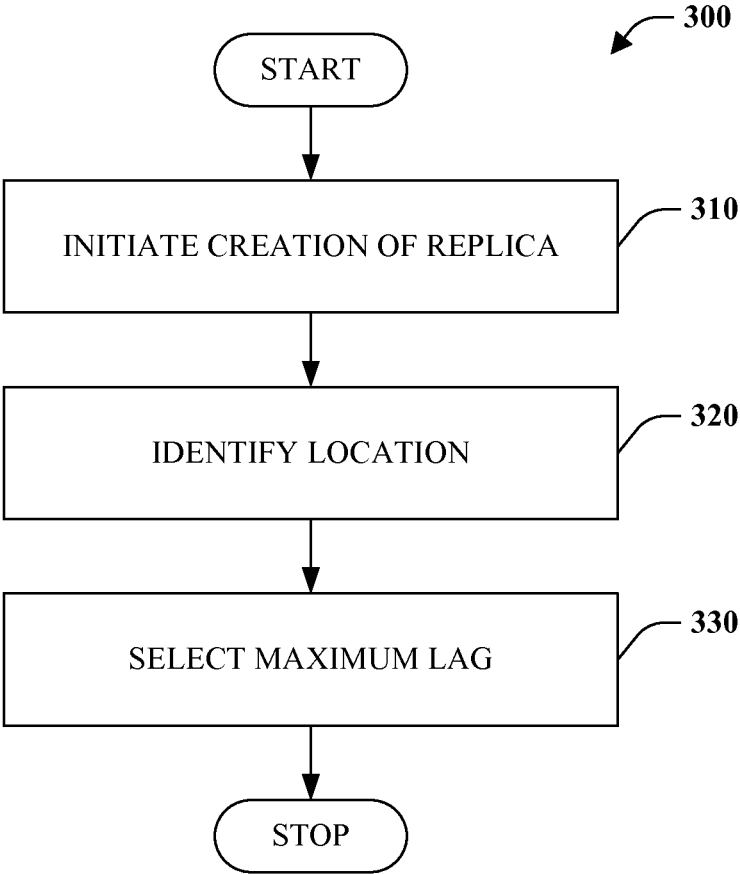 300
START
INITIATE CREATION OF REPLICA
310
IDENTIFY LOCATION
320
SELECT MAXIMUM LAG
330
STOP